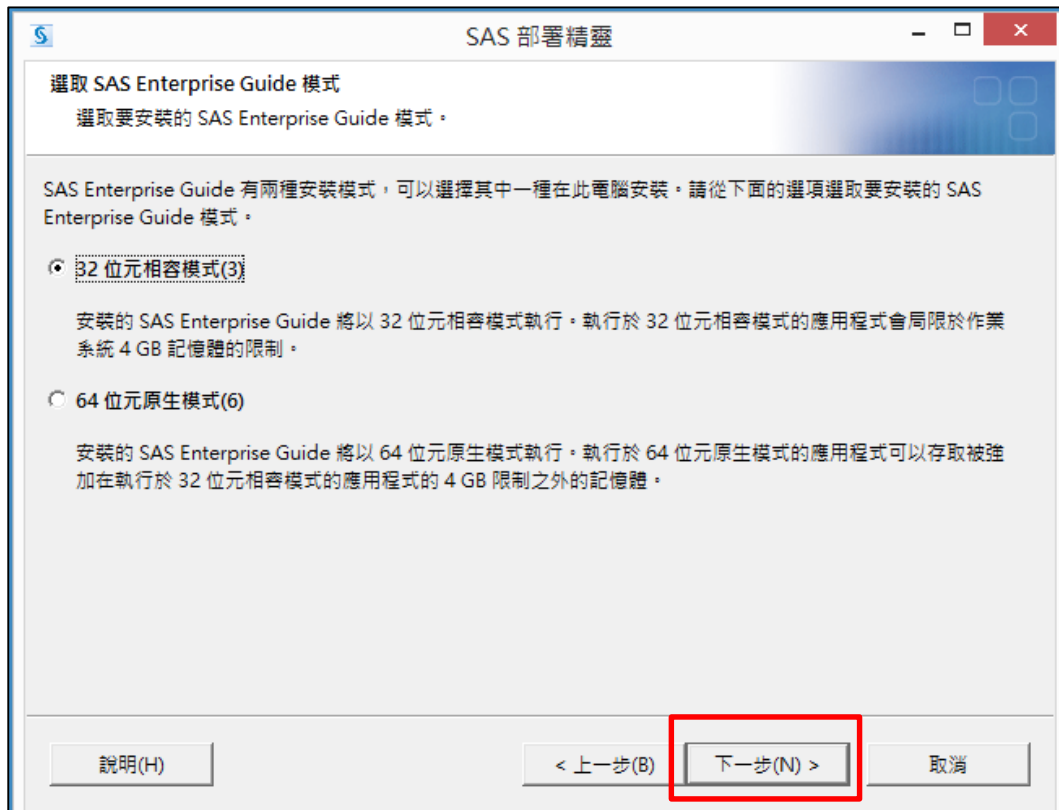 SAS 部署精靈
選取 SAS Enterprise Guide 模式
選取要安裝的 SAS Enterprise Guide 模式。
SAS Enterprise Guide 有兩種安裝模式，可以選擇其中一種在此電腦安裝。請從下面的選項選取要安裝的 SAS
Enterprise Guide 模式。
32 位元相容模式(3)
安裝的 SAS Enterprise Guide 將以 32 位元相容模式執行。執行於 32 位元相容模式的應用程式會局限於作業
系統 4 GB 記憶體的限制。
64 位元原生模式(6)
安裝的 SAS Enterprise Guide 將以 64 位元原生模式執行。執行於 64 位元原生模式的應用程式可以存取被強
加在執行於 32 位元相容模式的應用程式的 4 GB 限制之外的記憶體。
說明(H) < 上一步(B) 下一步(N) > 取消